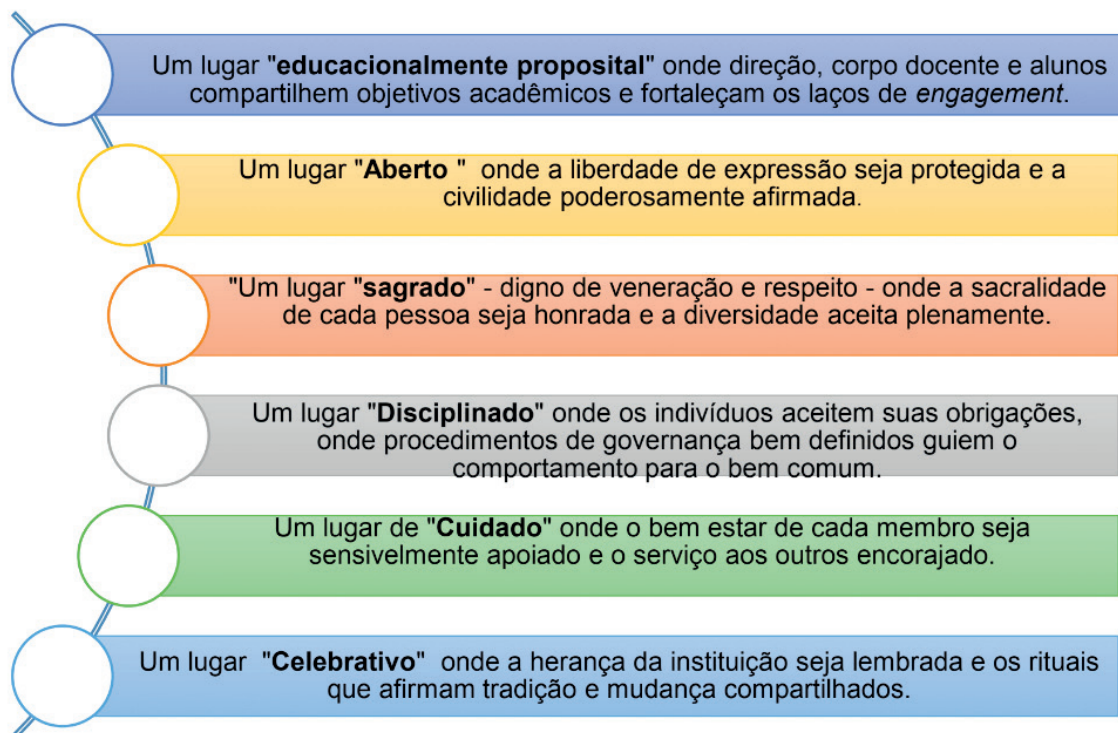 Um lugar "educacionalmente proposital" onde direção, corpo docente e alunos
compartilhem objetivos acadêmicos e fortaleçam os laços de engagement.
Um lugar "Aberto " onde a liberdade de expressão seja protegida e a
civilidade poderosamente afirmada.
"Um lugar "sagrado" - digno de veneração e respeito - onde a sacralidade
de cada pessoa seja honrada e a diversidade aceita plenamente.
Um lugar "Disciplinado" onde os indivíduos aceitem suas obrigações,
onde procedimentos de governança bem definidos guiem o
comportamento para o bem comum.
Um lugar de "Cuidado" onde o bem estar de cada membro seja
sensivelmente apoiado e o serviço aos outros encorajado.
Um lugar "Celebrativo" onde a herança da instituição seja lembrada e os rituais
que afirmam tradição e mudança compartilhados.